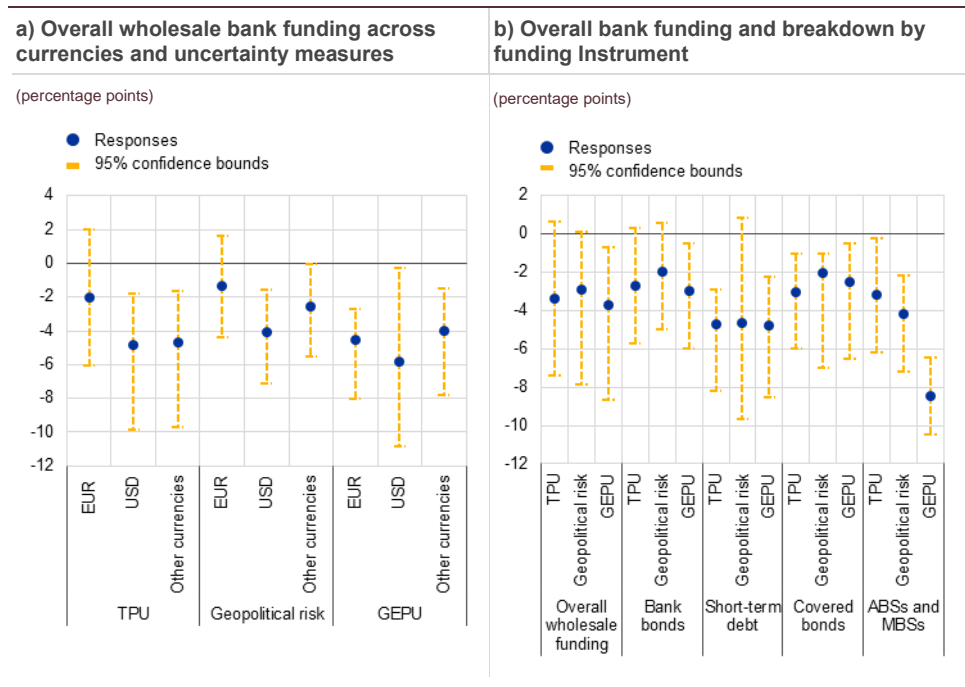 a) Overall wholesale bank funding across
currencies and uncertainty measures
(percentage points)
Responses
95% confidence bounds
4
2
0
-2
-4
-6
-8
-10
-12
EUR
USD
Other currencies
EUR
USD
Other currencies
EUR
USD
Other currencies
TPU
Geopolitical risk
GEPU
b) Overall bank funding and breakdown by
funding Instrument
(percentage points)
Responses
95% confidence bounds
2
0
-2
-4
-6
-8
-10
-12
TPU
Geopolitical risk
GEPU
TPU
Geopolitical risk
GEPU
TPU
Geopolitical risk
GEPU
TPU
Geopolitical risk
GEPU
TPU
Geopolitical risk
GEPU
Overall
wholesale
funding
Bank
bonds
Short-term
debt
Covered
bonds
ABSs and
MBSs